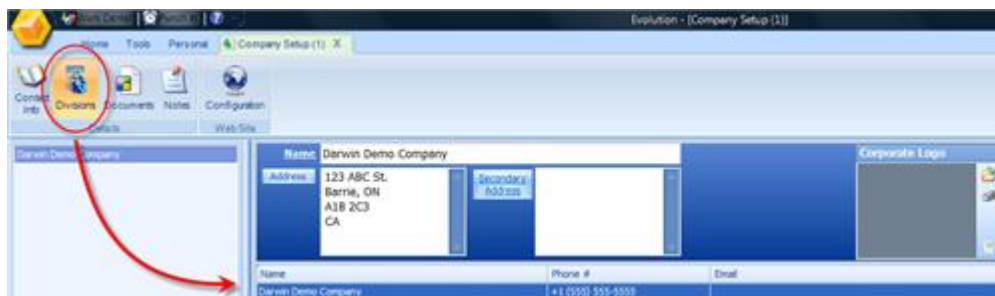 Evolution - [Company Setup (1)]
Home Tools Personal Company Setup (1) X
Contact Info
Divisions
Documents
Notes
Configuration
Details
Web Site
Darwin Demo Company
Name Darwin Demo Company
Corporate Logo
Address
123 ABC St.
Barrie, ON
A1B 2C3
CA
Secondary Address
Name Phone # Email
Darwin Demo Company +1 (555) 555-5555